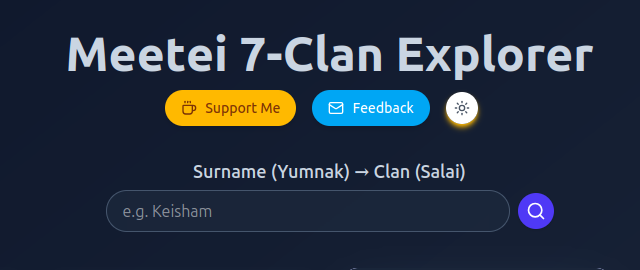 Meetei 7-Clan Explorer
Support Me
Feedback
Surname (Yumnak) → Clan (Salai)
e.g. Keisham